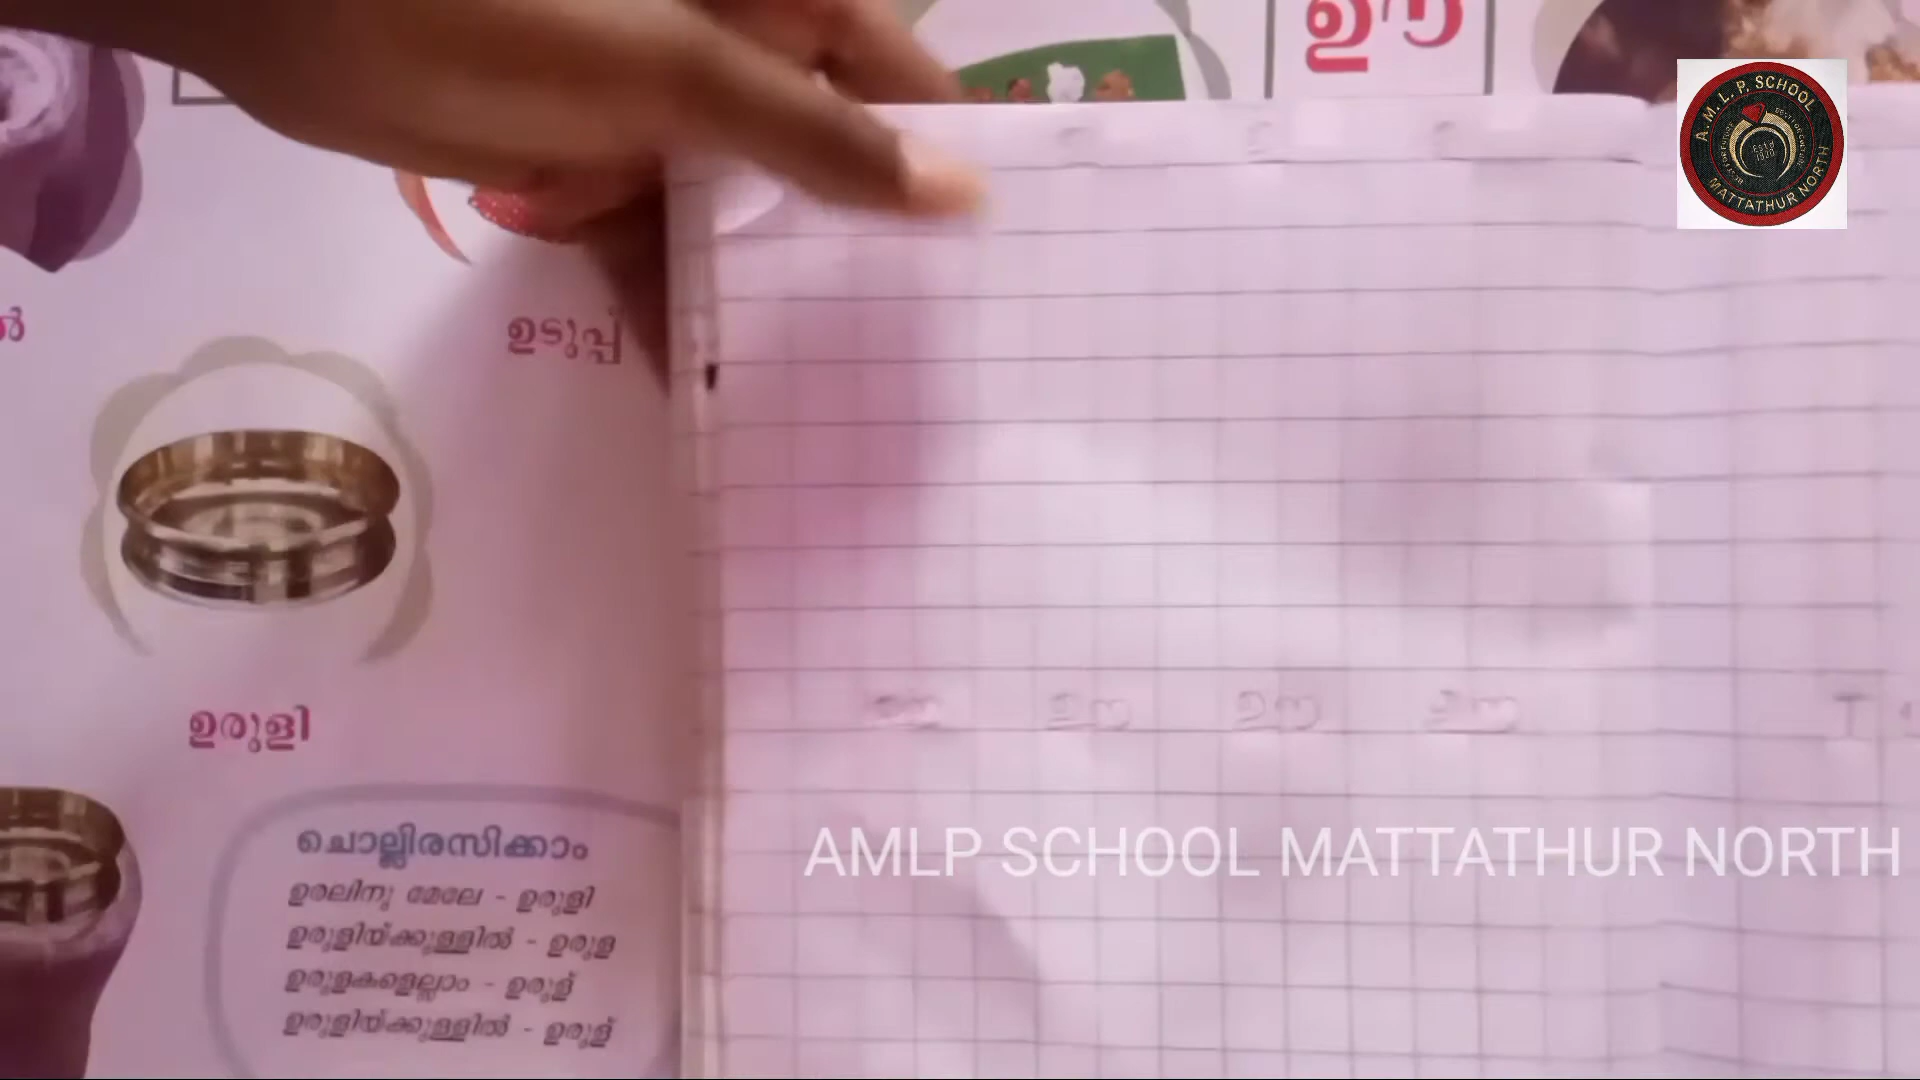 ഊ
A.M.L.P. SCHOOL
Estd
MATTATHUR NORTH
ൽ
ഉടുപ്പ്
ഉരുളി
ഊ ഊ ഊ ഊ T
AMLP SCHOOL MATTATHUR NORTH
ചൊല്ലിരസിക്കാം
ഉരലിനു മേലേ - ഉരുളി
ഉരുളിയ്ക്കുള്ളിൽ - ഉരുള
ഉരുളകളെല്ലാം - ഉരുള്
ഉരുളിയ്ക്കുള്ളിൽ - ഉരുള്